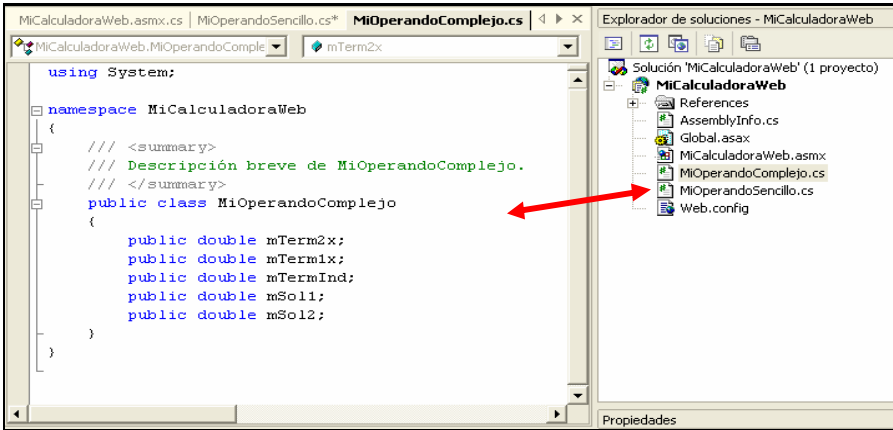 MiCalculadoraWeb.asmx.cs | MiOperandoSencillo.cs* MiOperandoComplejo.cs
MiCalculadoraWeb.MiOperandoComple mTerm2x
using System;
namespace MiCalculadoraWeb
{
/// <summary>
/// Descripción breve de MiOperandoComplejo.
/// </summary>
public class MiOperandoComplejo
{
public double mTerm2x;
public double mTerm1x;
public double mTermInd;
public double mSol1;
public double mSol2;
}
}
Explorador de soluciones - MiCalculadoraWeb
Solución 'MiCalculadoraWeb' (1 proyecto)
MiCalculadoraWeb
References
AssemblyInfo.cs
Global.asax
MiCalculadoraWeb.asmx
MiOperandoComplejo.cs
MiOperandoSencillo.cs
Web.config
Propiedades